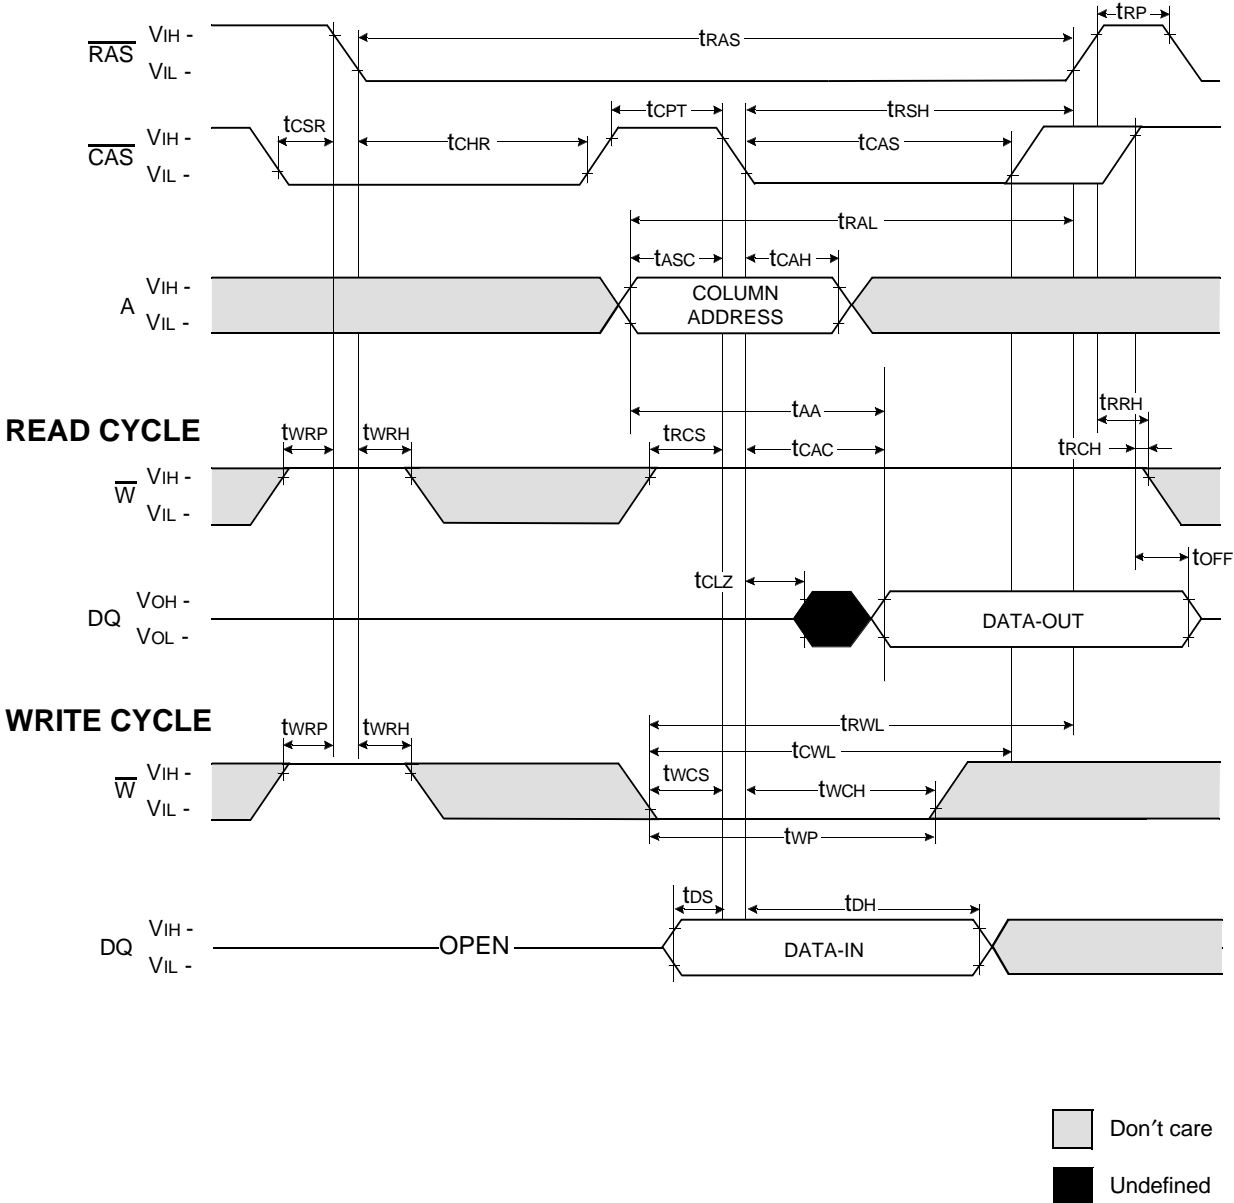 tRP
VIH -
tRAS
RAS
VIL -
tCPT
tRSH
tCSR
VIH -
tCHR
tCAS
CAS
VIL -
tRAL
tASC
tCAH
VIH -
COLUMN
A
ADDRESS
VIL -
tAA
tRRH
READ CYCLE
tWRP
tWRH
tRCS
tCAC
tRCH
VIH -
W
VIL -
tOFF
tCLZ
VOH -
DQ
DATA-OUT
VOL -
WRITE CYCLE
tWRP
tWRH
tRWL
tCWL
VIH -
tWCS
W
tWCH
VIL -
tWP
tDS
tDH
VIH -
DQ
OPEN
DATA-IN
VIL -
Don′t care
Undefined